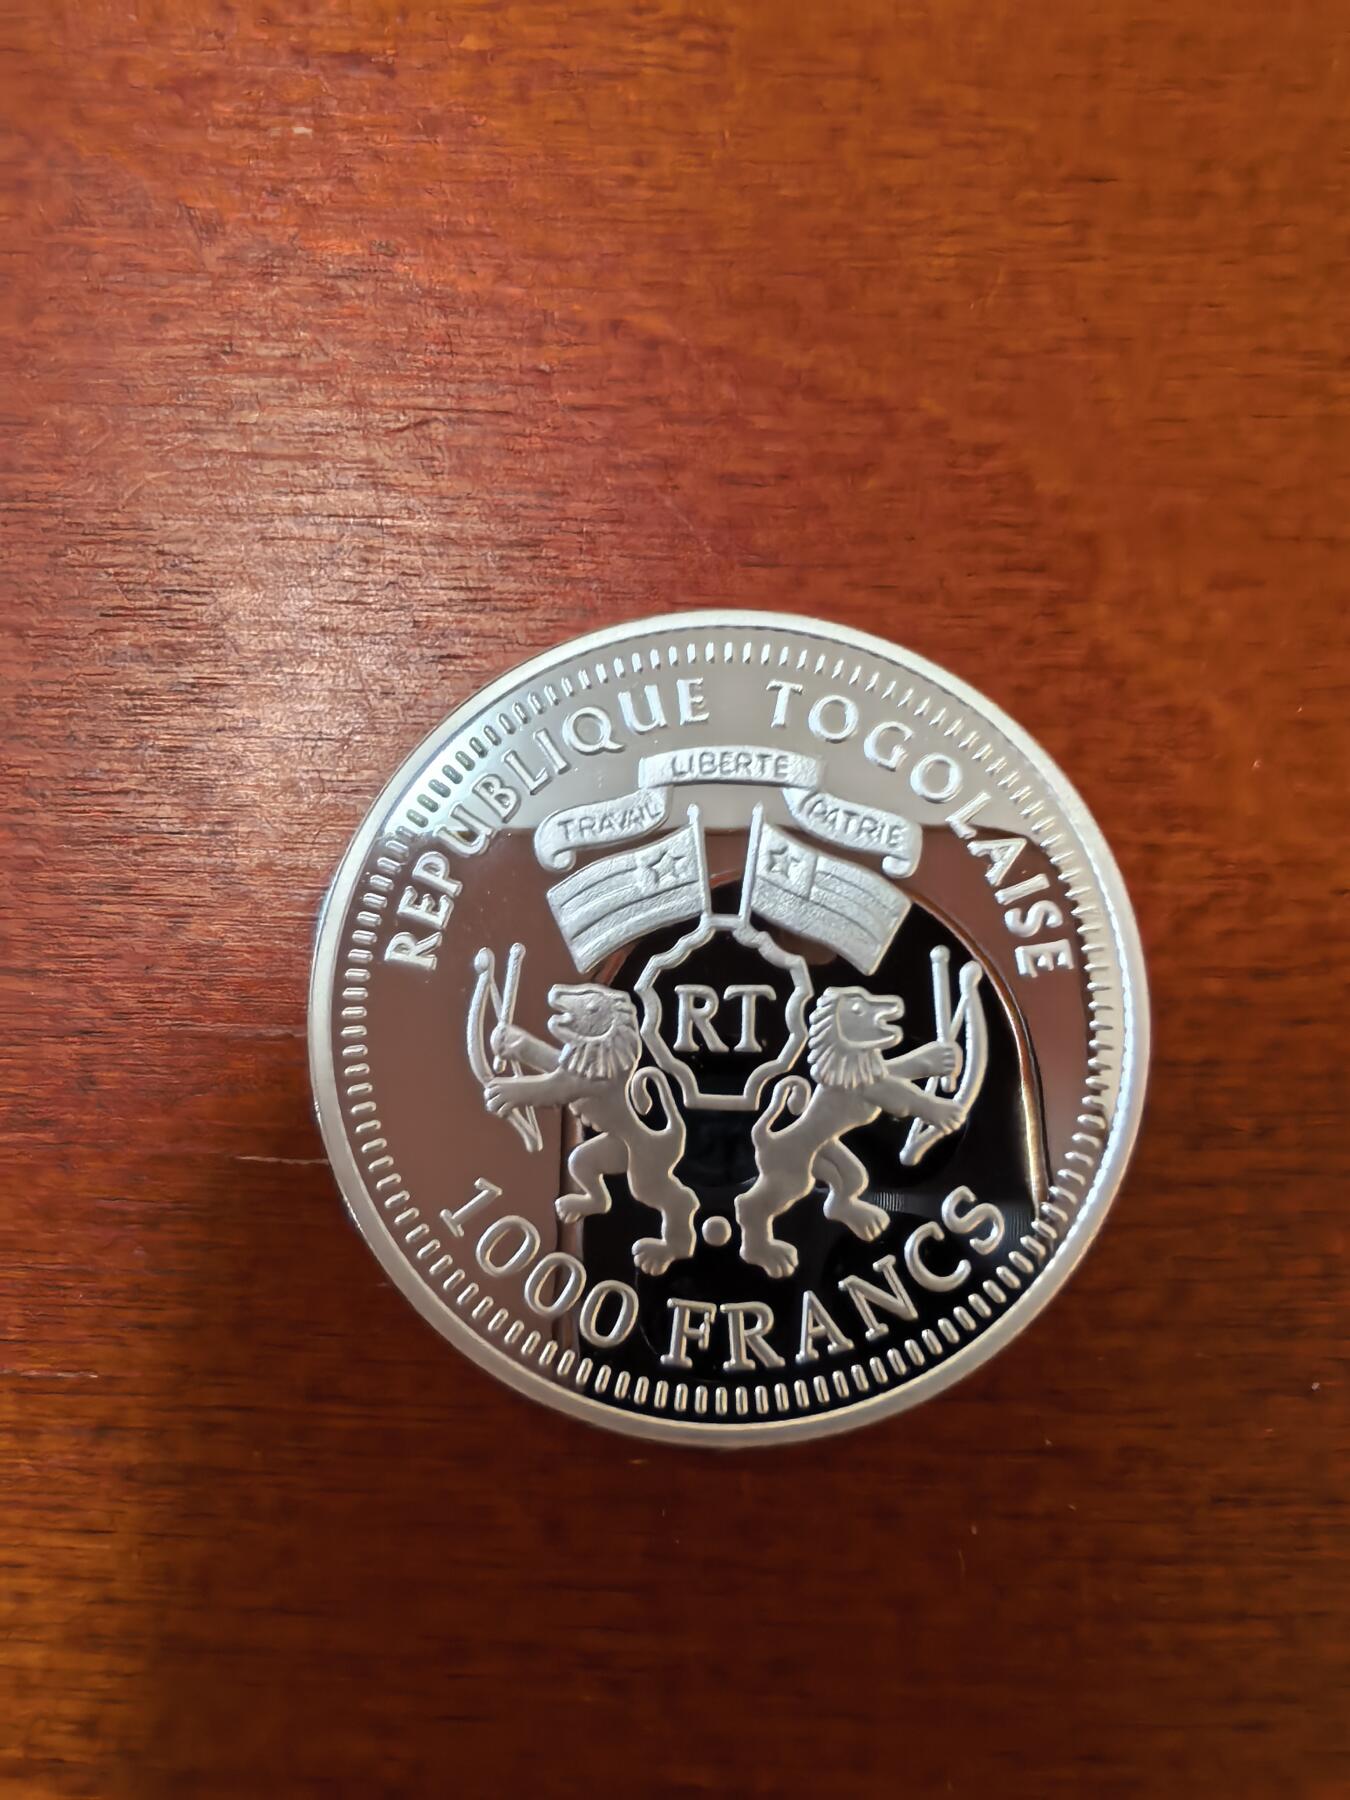 REPUBLIQUE TOGOLAISE
TRAVAIL LIBERTE PATRIE
RT
1000 FRANCS